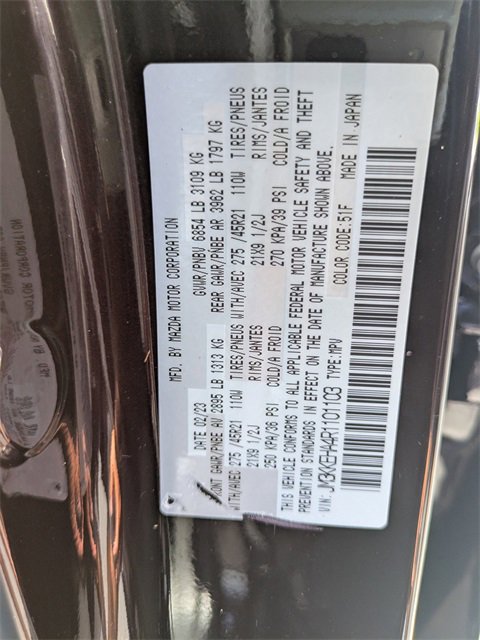 MFD. BY MAZDA MOTOR CORPORATION
DATE 02/23 GVWR/PNBV 6854 LB 3109 KG
RONT GAWR/PNBE AV 2895 LB 1313 KG REAR GAWR/PNBE AR 3962 LB 1797 KG
WITH/AVEC 275 /45R21 110W TIRES/PNEUS WITH/AVEC 275 /45R21 110W TIRES/PNEUS
21X9 1/2J RIMS/JANTES 21X9 1/2J RIMS/JANTES
250 KPA/36 PSI COLD/A FROID 270 KPA/39 PSI COLD/A FROID
THIS VEHICLE CONFORMS TO ALL APPLICABLE FEDERAL MOTOR VEHICLE SAFETY AND THEFT
PREVENTION STANDARDS IN EFFECT ON THE DATE OF MANUFACTURE SHOWN ABOVE.
VIN: JM3KKEHA4P1101103 TYPE:MPV COLOR CODE:51F MADE IN JAPAN